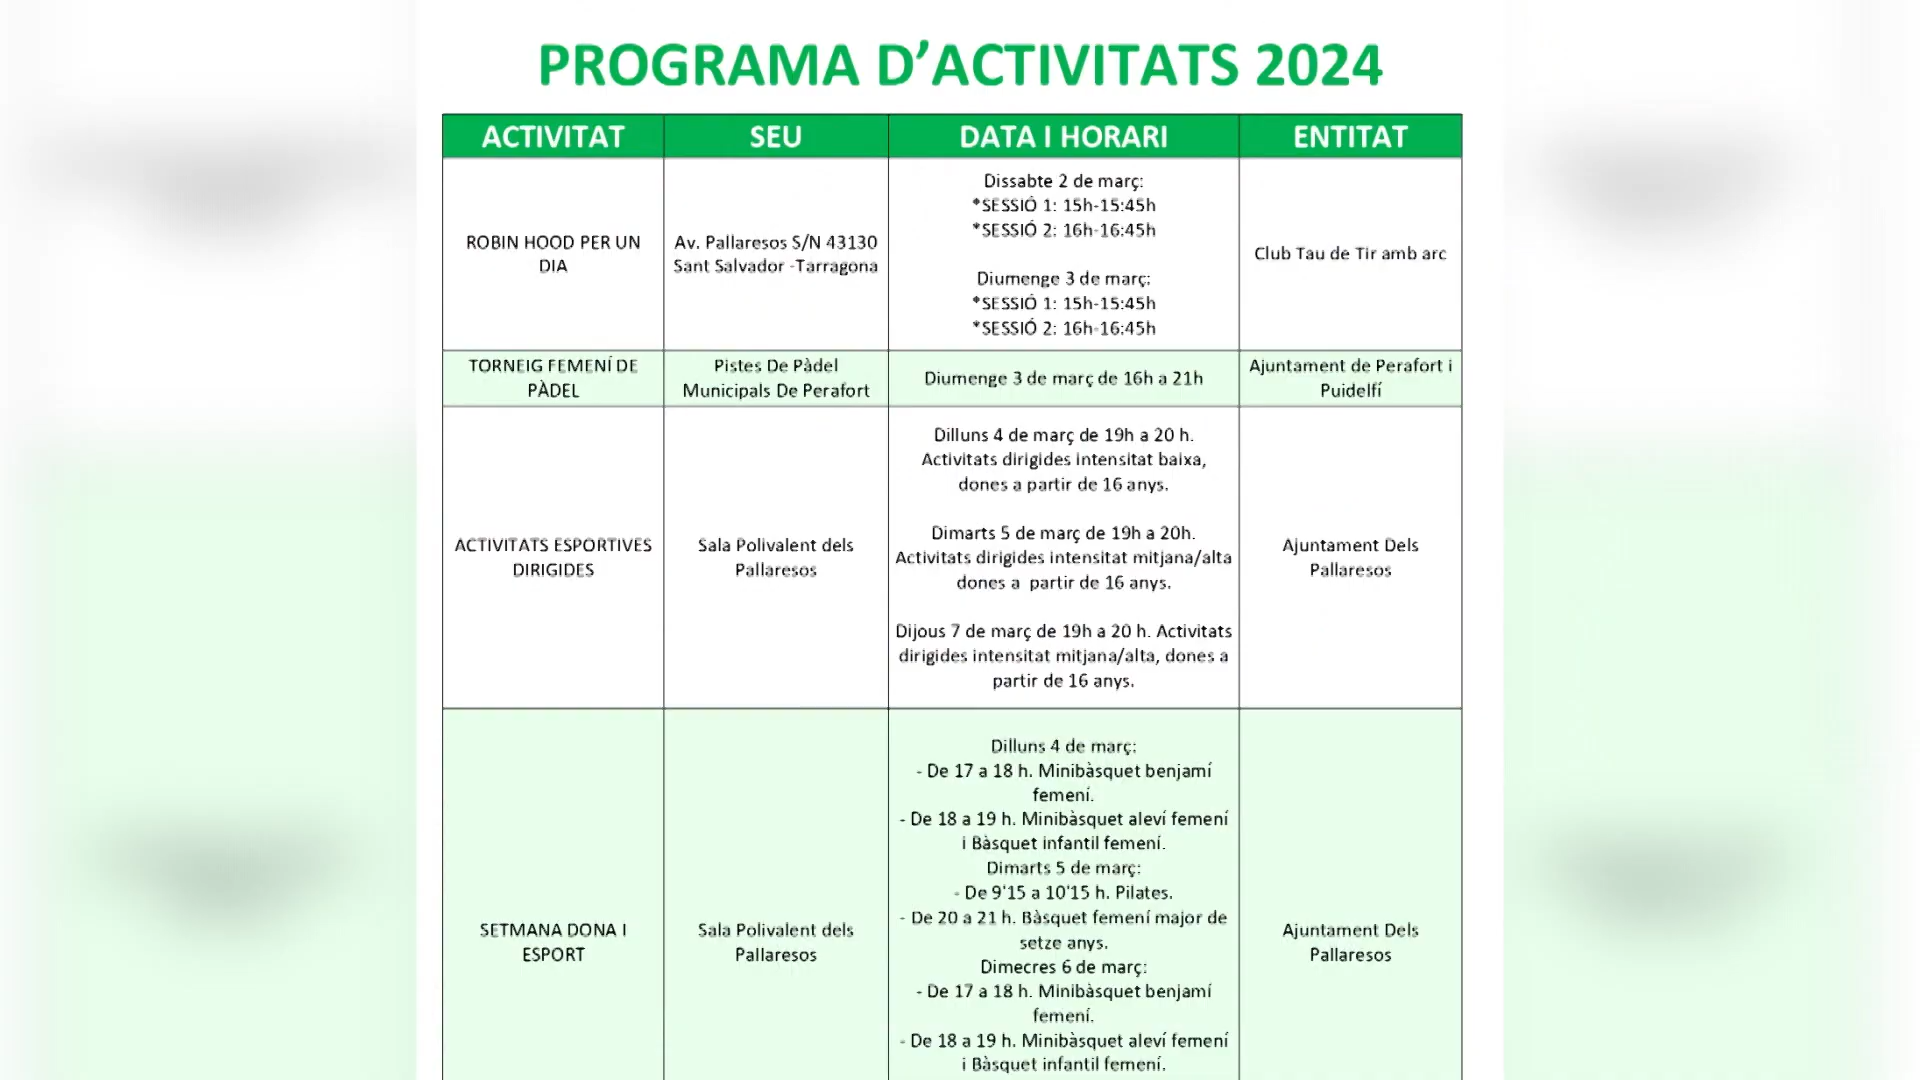 PROGRAMA D’ACTIVITATS 2024
ACTIVITAT
SEU
DATA I HORARI
ENTITAT
ROBIN HOOD PER UN
DIA
Av. Pallaresos S/N 43130
Sant Salvador -Tarragona
Dissabte 2 de març:
*SESSIÓ 1: 15h-15:45h
*SESSIÓ 2: 16h-16:45h
Diumenge 3 de març:
*SESSIÓ 1: 15h-15:45h
*SESSIÓ 2: 16h-16:45h
Club Tau de Tir amb arc
TORNEIG FEMENÍ DE
PÀDEL
Pistes De Pàdel
Municipals De Perafort
Diumenge 3 de març de 16h a 21h
Ajuntament de Perafort i
Puidelfí
ACTIVITATS ESPORTIVES
DIRIGIDES
Sala Polivalent dels
Pallaresos
Dilluns 4 de març de 19h a 20 h.
Activitats dirigides intensitat baixa,
dones a partir de 16 anys.
Dimarts 5 de març de 19h a 20h.
Activitats dirigides intensitat mitjana/alta
dones a partir de 16 anys.
Dijous 7 de març de 19h a 20 h. Activitats
dirigides intensitat mitjana/alta, dones a
partir de 16 anys.
Ajuntament Dels
Pallaresos
SETMANA DONA I
ESPORT
Sala Polivalent dels
Pallaresos
Dilluns 4 de març:
- De 17 a 18 h. Minibàsquet benjamí
femení.
- De 18 a 19 h. Minibàsquet aleví femení
i Bàsquet infantil femení.
Dimarts 5 de març:
- De 9'15 a 10'15 h. Pilates.
- De 20 a 21 h. Bàsquet femení major de
setze anys.
Dimecres 6 de març:
- De 17 a 18 h. Minibàsquet benjamí
femení.
- De 18 a 19 h. Minibàsquet aleví femení
i Bàsquet infantil femení.
Ajuntament Dels
Pallaresos